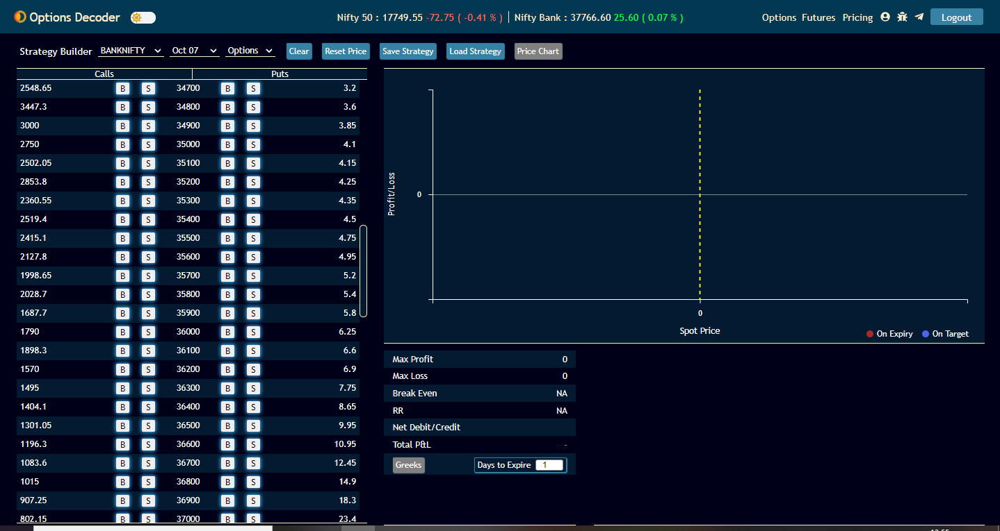 Options Decoder Nifty 50 : 17749.55 -72.75 ( -0.41 % ) Nifty Bank : 37766.60 25.60 ( 0.07 % ) Options Futures Pricing Logout
Strategy Builder BANKNIFTY Oct 07 Options Clear Reset Price Save Strategy Load Strategy Price Chart
Calls Puts
2548.65 B S 34700 B S 3.2
3447.3 B S 34800 B S 3.6
3000 B S 34900 B S 3.85
2750 B S 35000 B S 4.1
2502.05 B S 35100 B S 4.15
2853.8 B S 35200 B S 4.25
2360.55 B S 35300 B S 4.35
2519.4 B S 35400 B S 4.5
2415.1 B S 35500 B S 4.75
2127.8 B S 35600 B S 4.95
1998.65 B S 35700 B S 5.2
2028.7 B S 35800 B S 5.4
1687.7 B S 35900 B S 5.8
1790 B S 36000 B S 6.25
1898.3 B S 36100 B S 6.6
1570 B S 36200 B S 6.9
1495 B S 36300 B S 7.75
1404.1 B S 36400 B S 8.65
1301.05 B S 36500 B S 9.95
1196.3 B S 36600 B S 10.95
1083.6 B S 36700 B S 12.45
1015 B S 36800 B S 14.9
907.25 B S 36900 B S 18.3
802.15 B S 37000 B S 23.4
Profit/Loss
0
0
Spot Price
On Expiry On Target
Max Profit 0
Max Loss 0
Break Even NA
RR NA
Net Debit/Credit
Total P&L -
Greeks Days to Expire 1